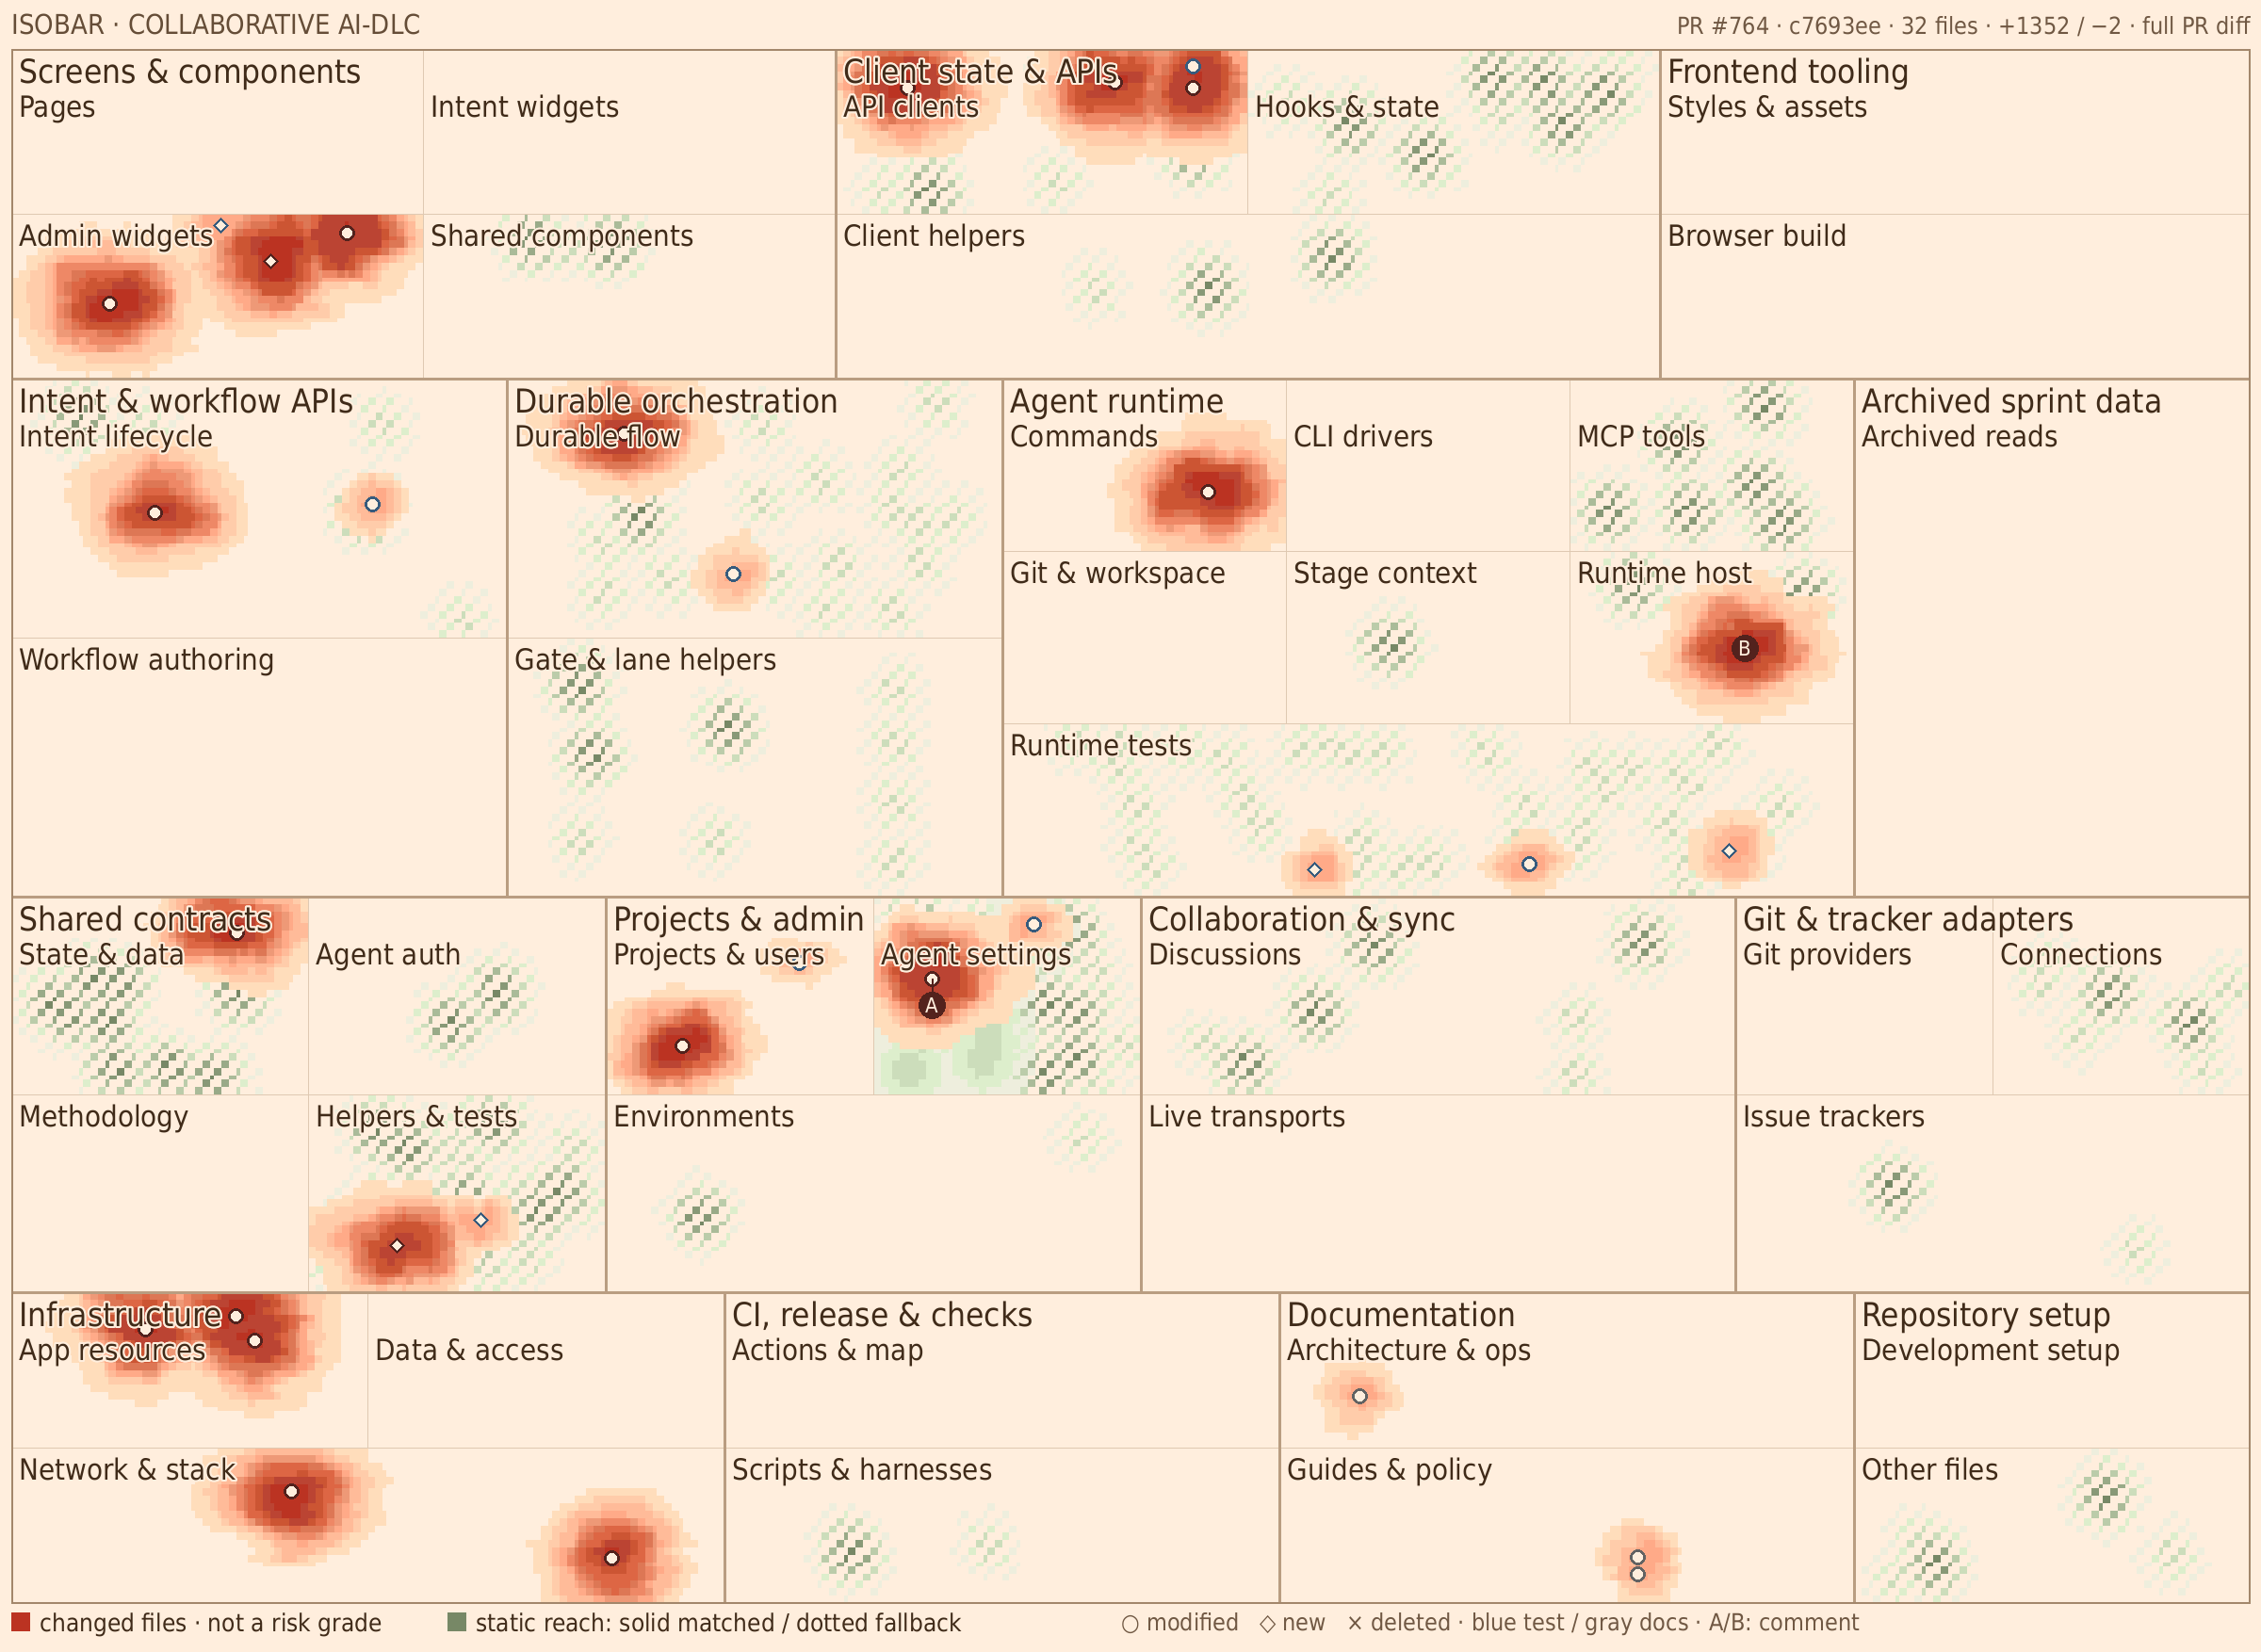 ISOBAR · COLLABORATIVE AI-DLC
PR #764 · c7693ee · 32 files · +1352 / −2 · full PR diff
Screens & components
Pages
Intent widgets
Client state & APIs
API clients
Hooks & state
Frontend tooling
Styles & assets
Admin widgets
Shared components
Client helpers
Browser build
Intent & workflow APIs
Intent lifecycle
Durable orchestration
Durable flow
Agent runtime
Commands
CLI drivers
MCP tools
Archived sprint data
Archived reads
Git & workspace
Stage context
Runtime host
B
Workflow authoring
Gate & lane helpers
Runtime tests
Shared contracts
State & data
Agent auth
Projects & admin
Projects & users
Agent settings
A
Collaboration & sync
Discussions
Git & tracker adapters
Git providers
Connections
Methodology
Helpers & tests
Environments
Live transports
Issue trackers
Infrastructure
App resources
Data & access
CI, release & checks
Actions & map
Documentation
Architecture & ops
Repository setup
Development setup
Network & stack
Scripts & harnesses
Guides & policy
Other files
changed files · not a risk grade
static reach: solid matched / dotted fallback
○ modified ◇ new × deleted · blue test / gray docs · A/B: comment